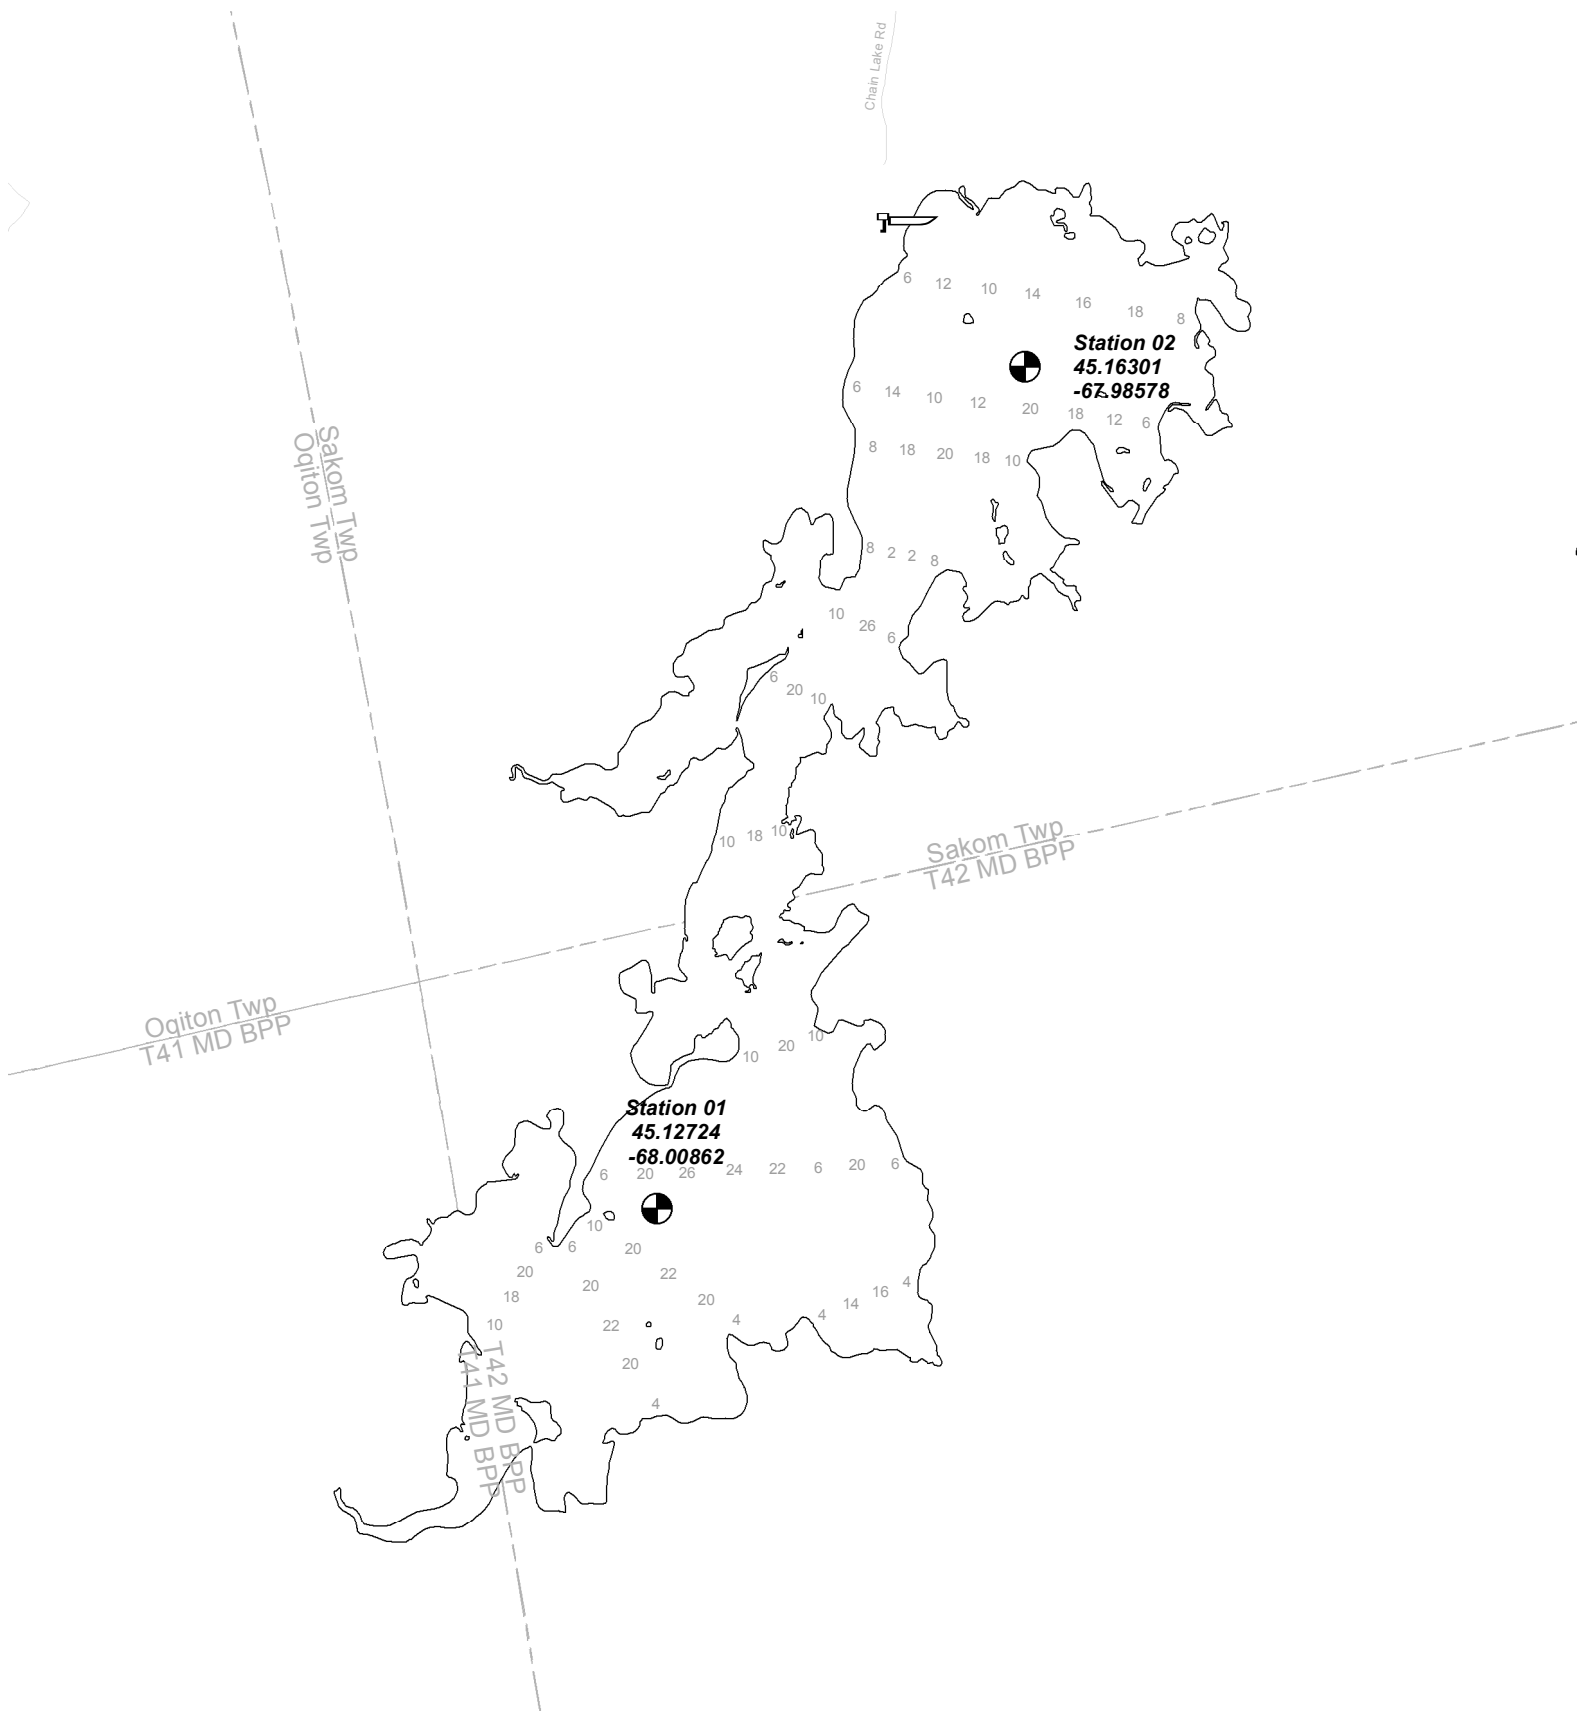 Chain Lake Rd
6 12 10 14 16 18 8
Station 02
45.16301
-67.98578
6 14 10 12 20 18 12 6
Sakom Twp
Oqiton Twp
8 18 20 18 10
8 2 2 8
10 26 6
6 20 10
10 18 10
Sakom Twp
T42 MD BPP
Oqiton Twp
T41 MD BPP
10 20 10
Station 01
45.12724
-68.00862
6 20 26 24 22 6 20 6
10
6 6 20
20 20 22
18 20 4 14 16 4
10 22 4
T42 MD BPP
T41 MD BPP
20
4